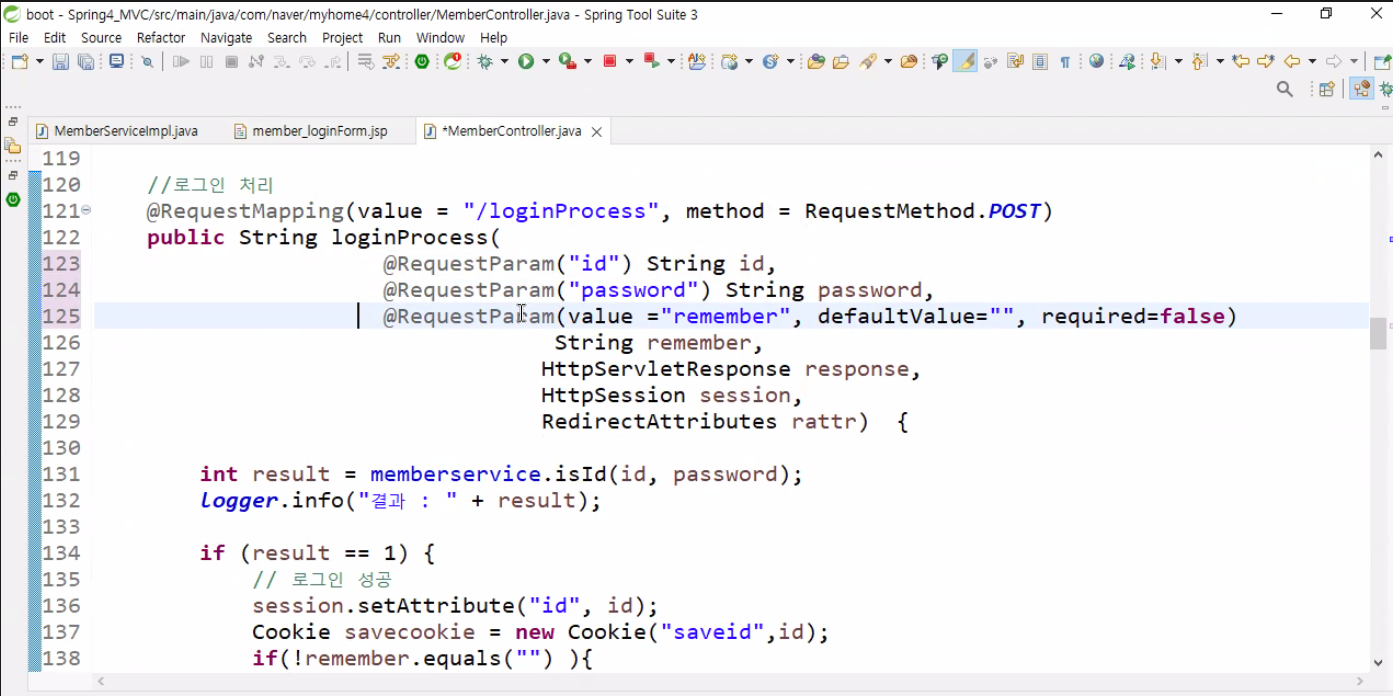 boot - Spring4_MVC/src/main/java/com/naver/myhome4/controller/MemberController.java - Spring Tool Suite 3
File Edit Source Refactor Navigate Search Project Run Window Help
MemberServiceImpl.java member_loginForm.jsp *MemberController.java
119
120 //로그인 처리
121 @RequestMapping(value = "/loginProcess", method = RequestMethod.POST)
122 public String loginProcess(
123 @RequestParam("id") String id,
124 @RequestParam("password") String password,
125 @RequestParam(value ="remember", defaultValue="", required=false)
126 String remember,
127 HttpServletResponse response,
128 HttpSession session,
129 RedirectAttributes rattr)  {
130
131 int result = memberservice.isId(id, password);
132 logger.info("결과 : " + result);
133
134 if (result == 1) {
135 // 로그인 성공
136 session.setAttribute("id", id);
137 Cookie savecookie = new Cookie("saveid",id);
138 if(!remember.equals("") ){